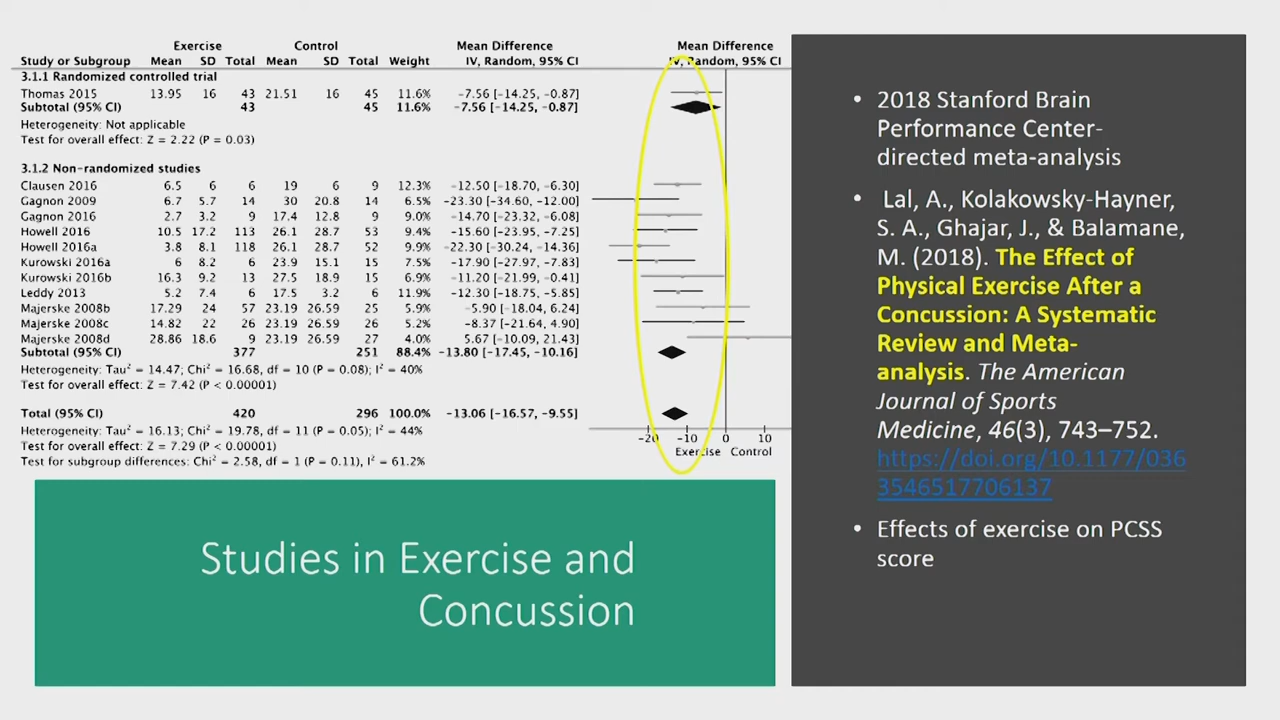 Exercise Control Mean Difference Mean Difference
Study or Subgroup Mean SD Total Mean SD Total Weight IV, Random, 95% CI IV, Random, 95% CI
3.1.1 Randomized controlled trial
Thomas 2015 13.95 16 43 21.51 16 45 11.6% -7.56 [-14.25, -0.87]
Subtotal (95% CI) 43 45 11.6% -7.56 [-14.25, -0.87]
Heterogeneity: Not applicable
Test for overall effect: Z = 2.22 (P = 0.03)
3.1.2 Non-randomized studies
Clausen 2016 6.5 6 6 19 6 9 12.3% -12.50 [-18.70, -6.30]
Gagnon 2009 6.7 5.7 14 30 20.8 14 6.5% -23.30 [-34.60, -12.00]
Gagnon 2016 2.7 3.2 9 17.4 12.8 9 9.0% -14.70 [-23.32, -6.08]
Howell 2016 10.5 17.2 113 26.1 28.7 53 9.4% -15.60 [-23.95, -7.25]
Howell 2016a 3.8 8.1 118 26.1 28.7 52 9.9% -22.30 [-30.24, -14.36]
Kurowski 2016a 6 8.2 6 23.9 15.1 15 7.5% -17.90 [-27.97, -7.83]
Kurowski 2016b 16.3 9.2 13 27.5 18.9 15 6.9% -11.20 [-21.99, -0.41]
Leddy 2013 5.2 7.4 6 17.5 3.2 6 11.9% -12.30 [-18.75, -5.85]
Majerske 2008b 17.29 24 57 23.19 26.59 25 5.9% -5.90 [-18.04, 6.24]
Majerske 2008c 14.82 22 26 23.19 26.59 26 5.2% -8.37 [-21.64, 4.90]
Majerske 2008d 28.86 18.6 9 23.19 26.59 27 4.0% 5.67 [-10.09, 21.43]
Subtotal (95% CI) 377 251 88.4% -13.80 [-17.45, -10.16]
Heterogeneity: Tau² = 14.47; Chi² = 16.68, df = 10 (P = 0.08); I² = 40%
Test for overall effect: Z = 7.42 (P < 0.00001)
Total (95% CI) 420 296 100.0% -13.06 [-16.57, -9.55]
Heterogeneity: Tau² = 16.13; Chi² = 19.78, df = 11 (P = 0.05); I² = 44%
Test for overall effect: Z = 7.29 (P < 0.00001)
Test for subgroup differences: Chi² = 2.58, df = 1 (P = 0.11), I² = 61.2%
-20 -10 0 10
Exercise Control
Studies in Exercise and
Concussion
• 2018 Stanford Brain
Performance Center-
directed meta-analysis
• Lal, A., Kolakowsky-Hayner,
S. A., Ghajar, J., & Balamane,
M. (2018). The Effect of
Physical Exercise After a
Concussion: A Systematic
Review and Meta-
analysis. The American
Journal of Sports
Medicine, 46(3), 743–752.
https://doi.org/10.1177/036
3546517706137
• Effects of exercise on PCSS
score